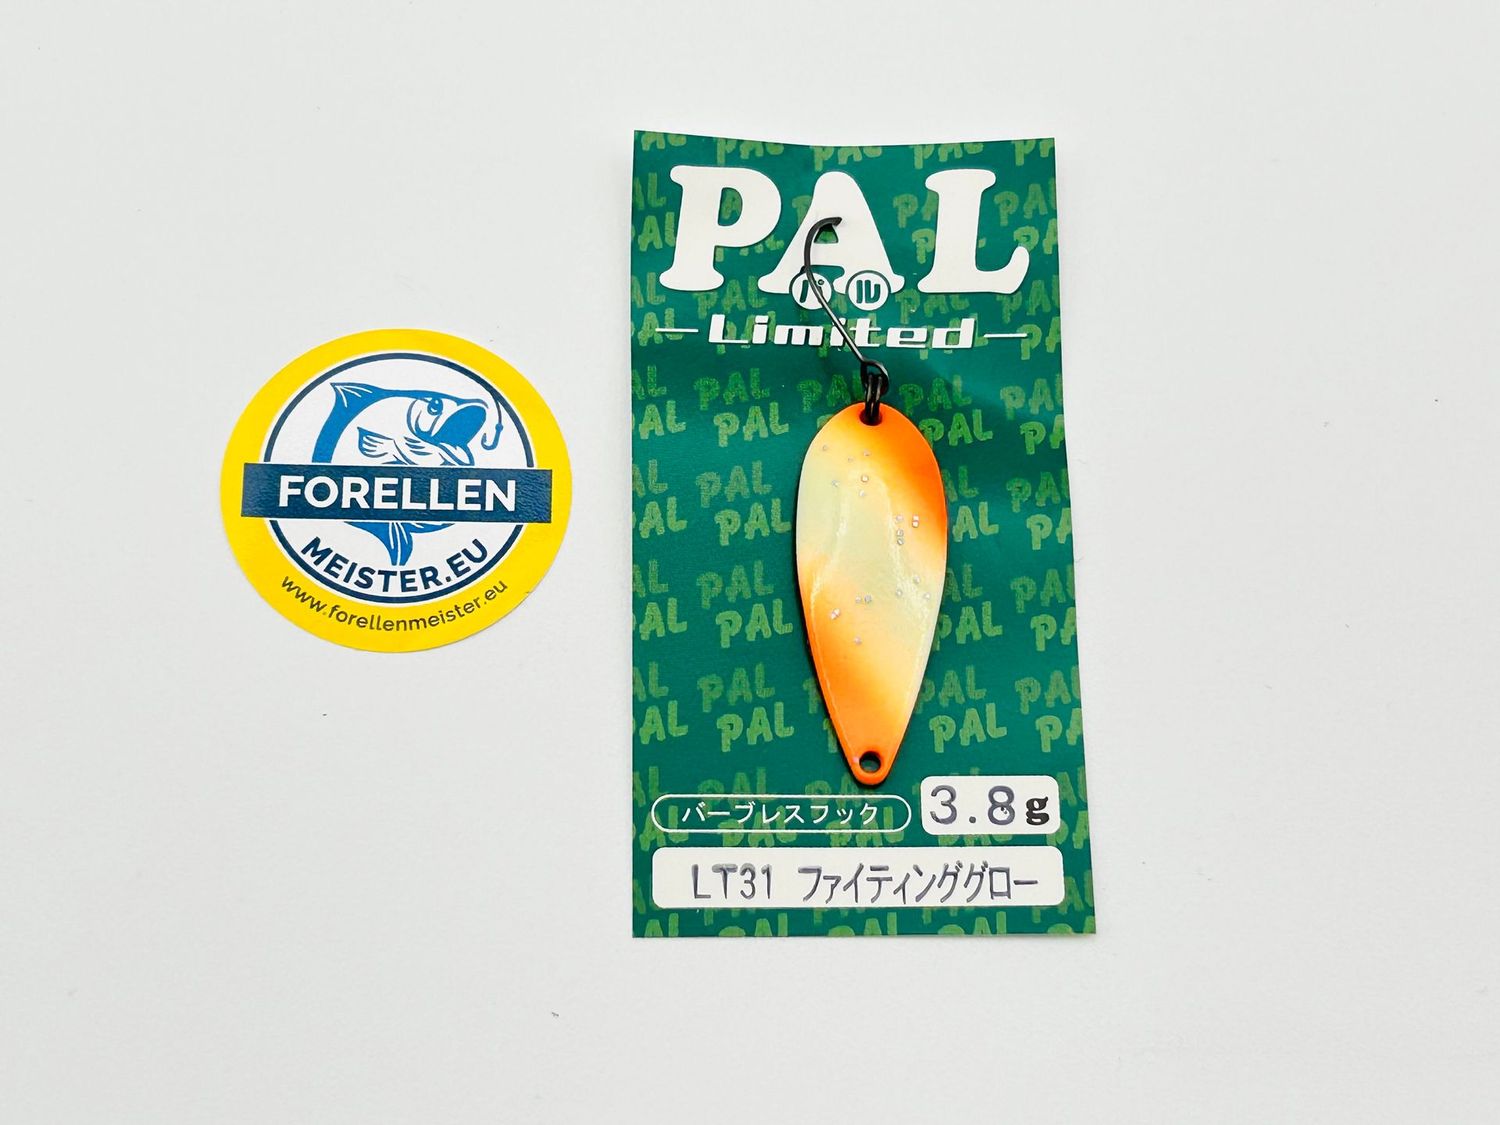 FORELLEN
MEISTER.EU
www.forellenmeister.eu
PAL
パル
Limited
バーブレスフック
3.8g
LT31 ファイティンググロー